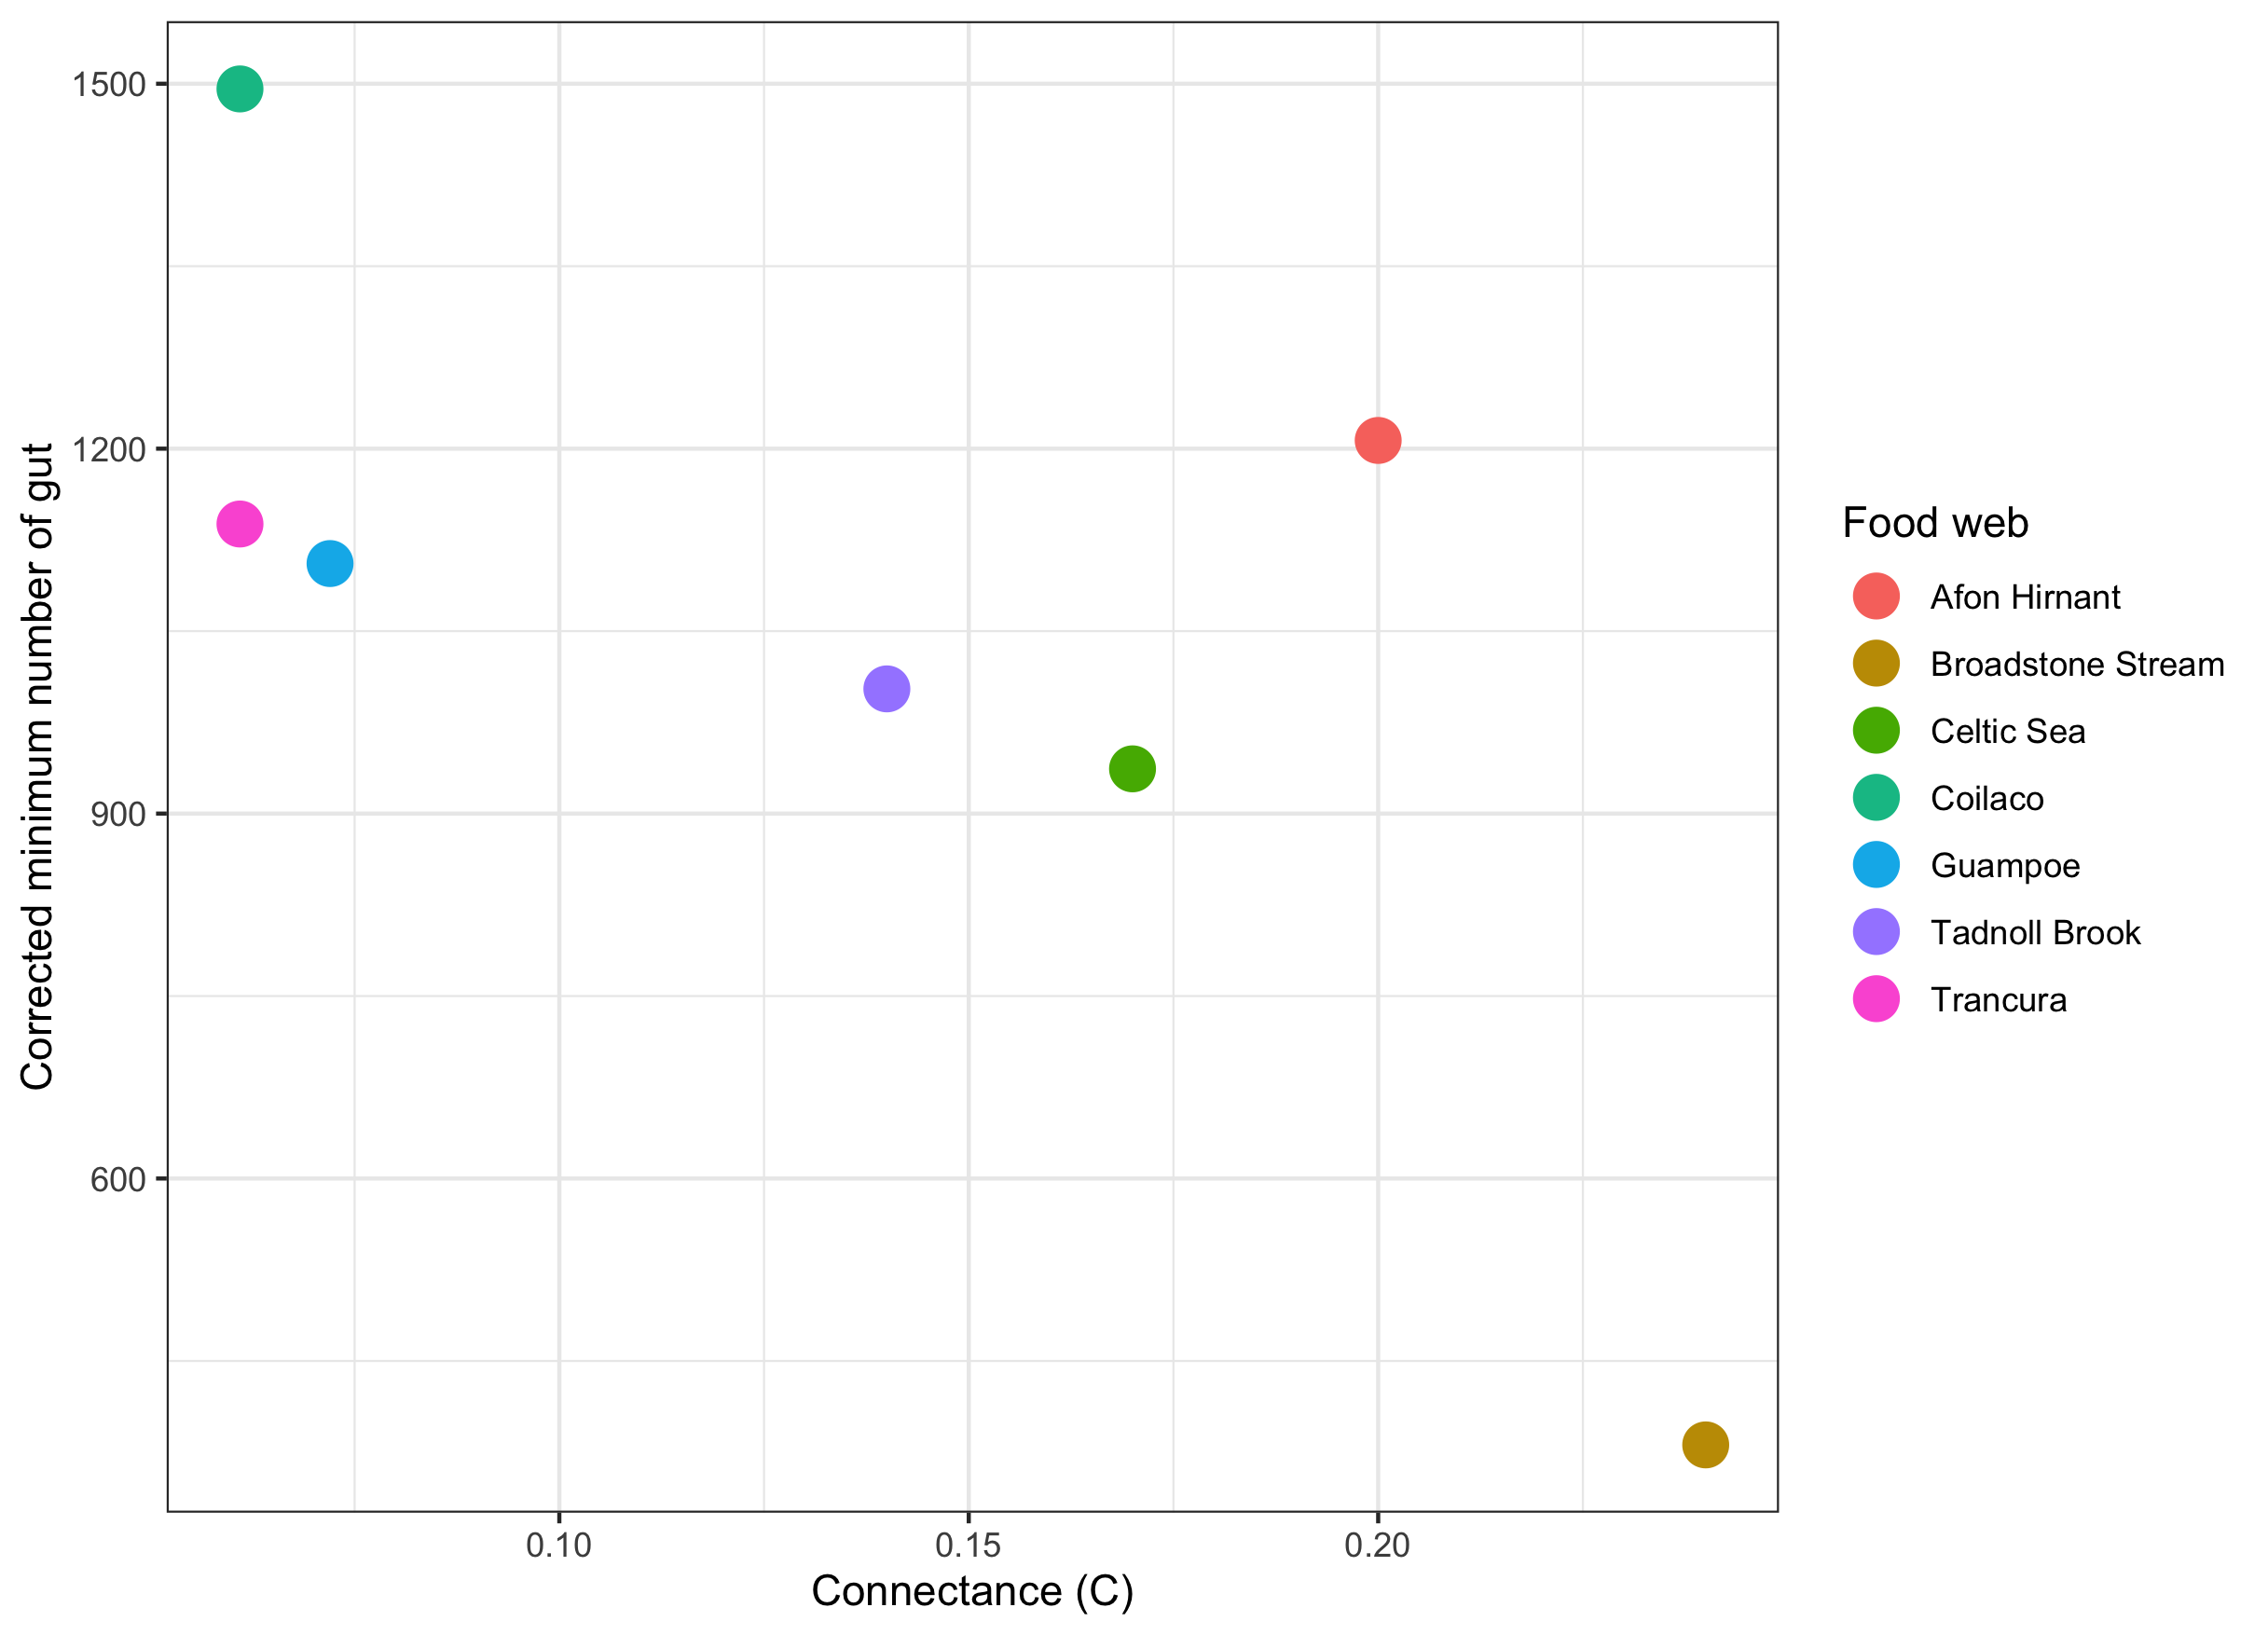 Corrected minimum number of gut
1500
1200
900
600
0.10
0.15
0.20
Connectance (C)
Food web
Afon Hirnant
Broadstone Stream
Celtic Sea
Coilaco
Guampoe
Tadnoll Brook
Trancura